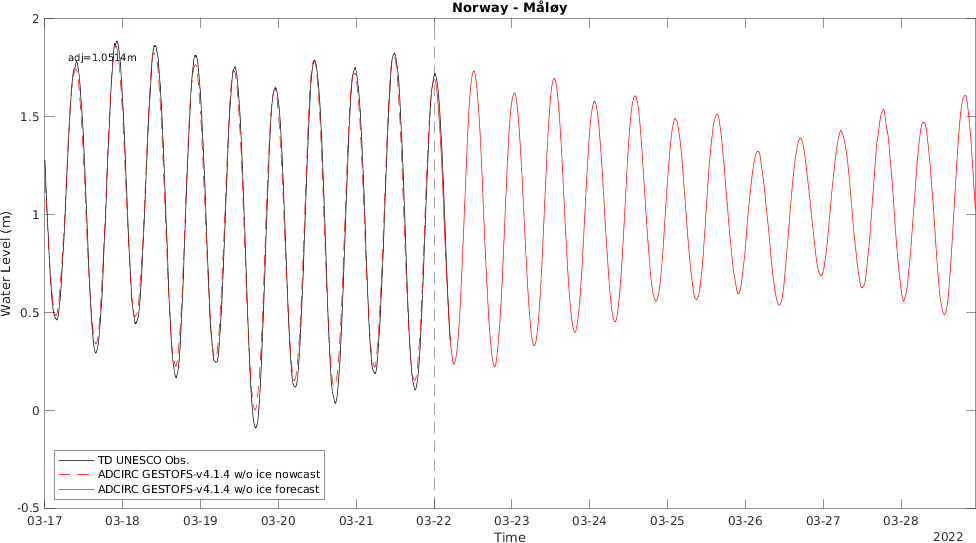 Norway - Måløy
2
adj=1.0514m
1.5
1
0.5
0
-0.5
Water Level (m)
TD UNESCO Obs.
ADCIRC GESTOFS-v4.1.4 w/o ice nowcast
ADCIRC GESTOFS-v4.1.4 w/o ice forecast
03-17 03-18 03-19 03-20 03-21 03-22 03-23 03-24 03-25 03-26 03-27 03-28
Time
2022